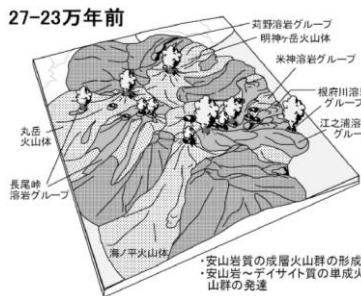 27-23万年前
苅野溶岩グループ
明神ヶ岳火山体
米神溶岩グループ
根府川溶岩
グループ
江之浦溶岩
グループ
丸岳
火山体
長尾峠
溶岩グループ
海ノ平火山体
・安山岩質の成層火山群の形成
・安山岩～デイサイト質の単成火
山群の発達